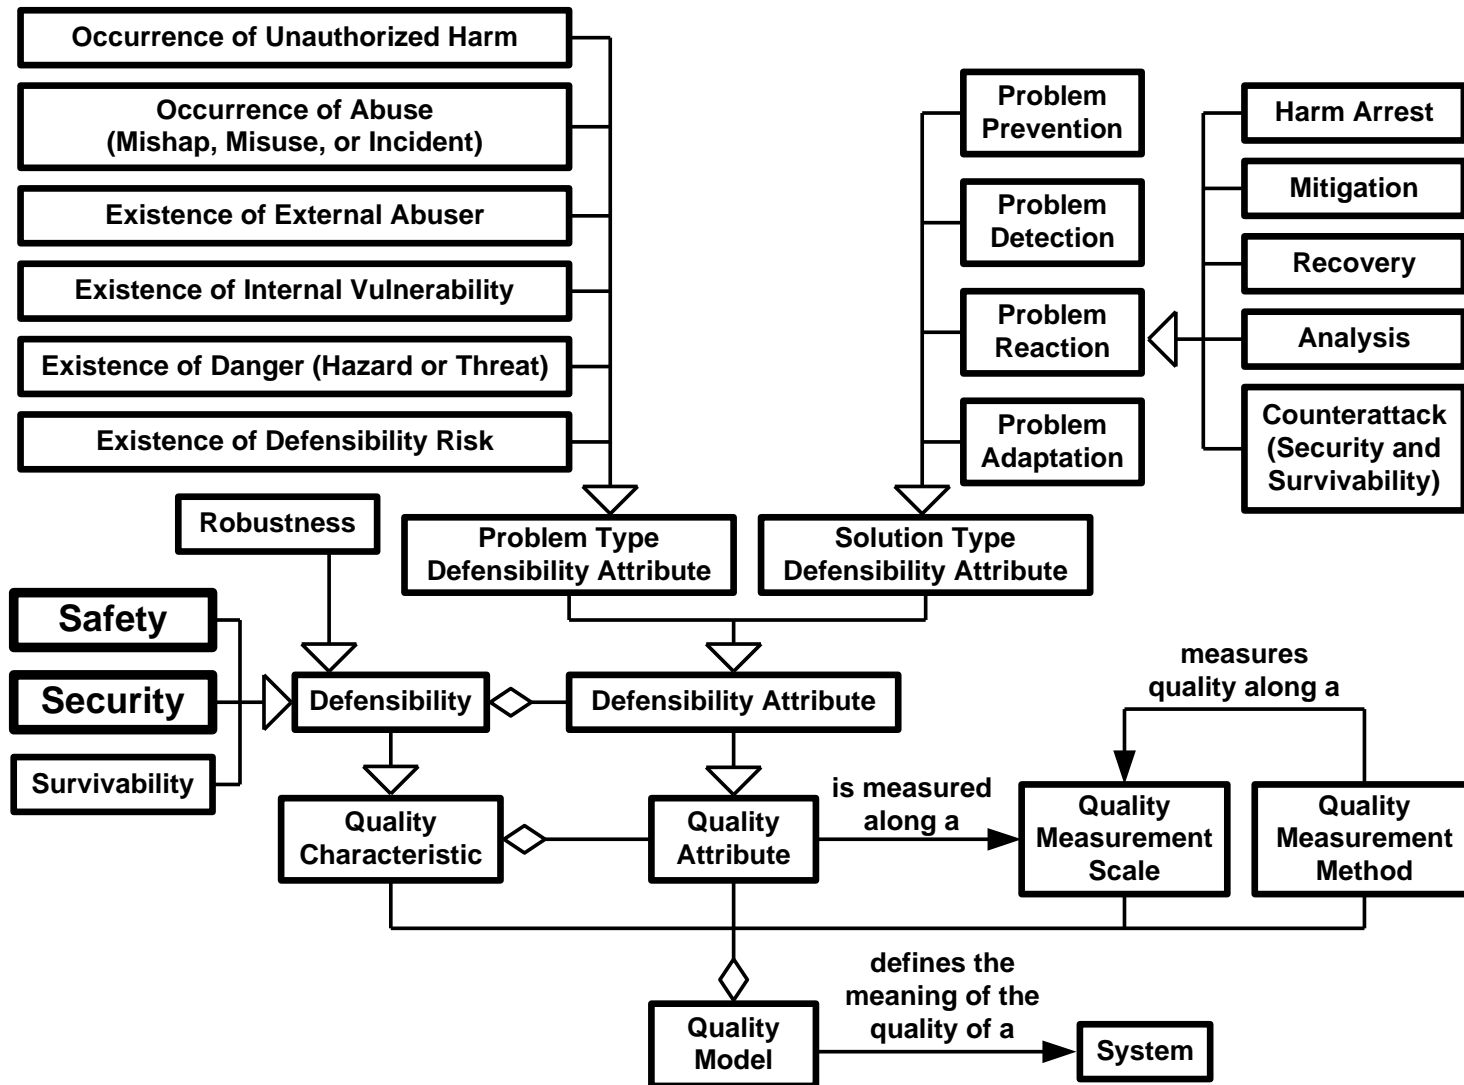 Occurrence of Unauthorized Harm
Occurrence of Abuse
(Mishap, Misuse, or Incident)
Existence of External Abuser
Existence of Internal Vulnerability
Existence of Danger (Hazard or Threat)
Existence of Defensibility Risk
Problem
Prevention
Problem
Detection
Problem
Reaction
Problem
Adaptation
Harm Arrest
Mitigation
Recovery
Analysis
Counterattack
(Security and
Survivability)
Robustness
Problem Type
Defensibility Attribute
Solution Type
Defensibility Attribute
Safety
Security
Survivability
Defensibility
Defensibility Attribute
measures
quality along a
Quality
Characteristic
Quality
Attribute
is measured
along a
Quality
Measurement
Scale
Quality
Measurement
Method
defines the
meaning of the
quality of a
Quality
Model
System